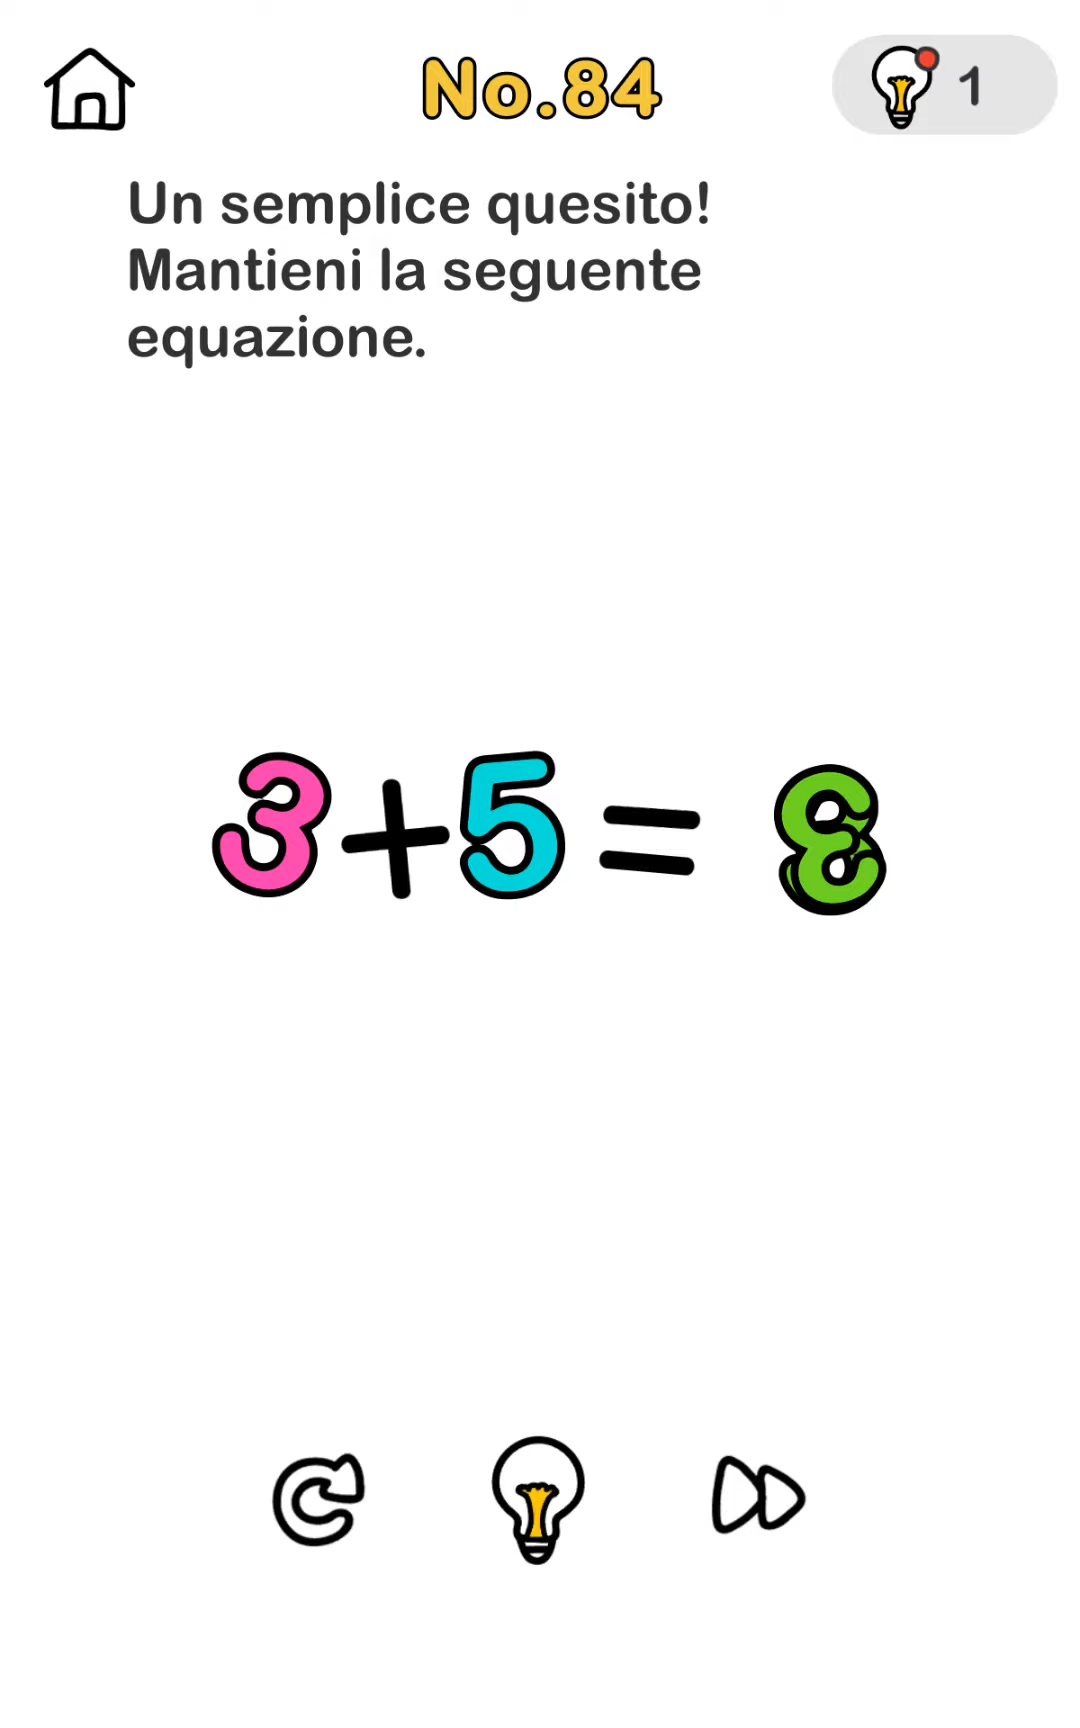 No.84
1
Un semplice quesito!
Mantieni la seguente
equazione.
3+5= 8